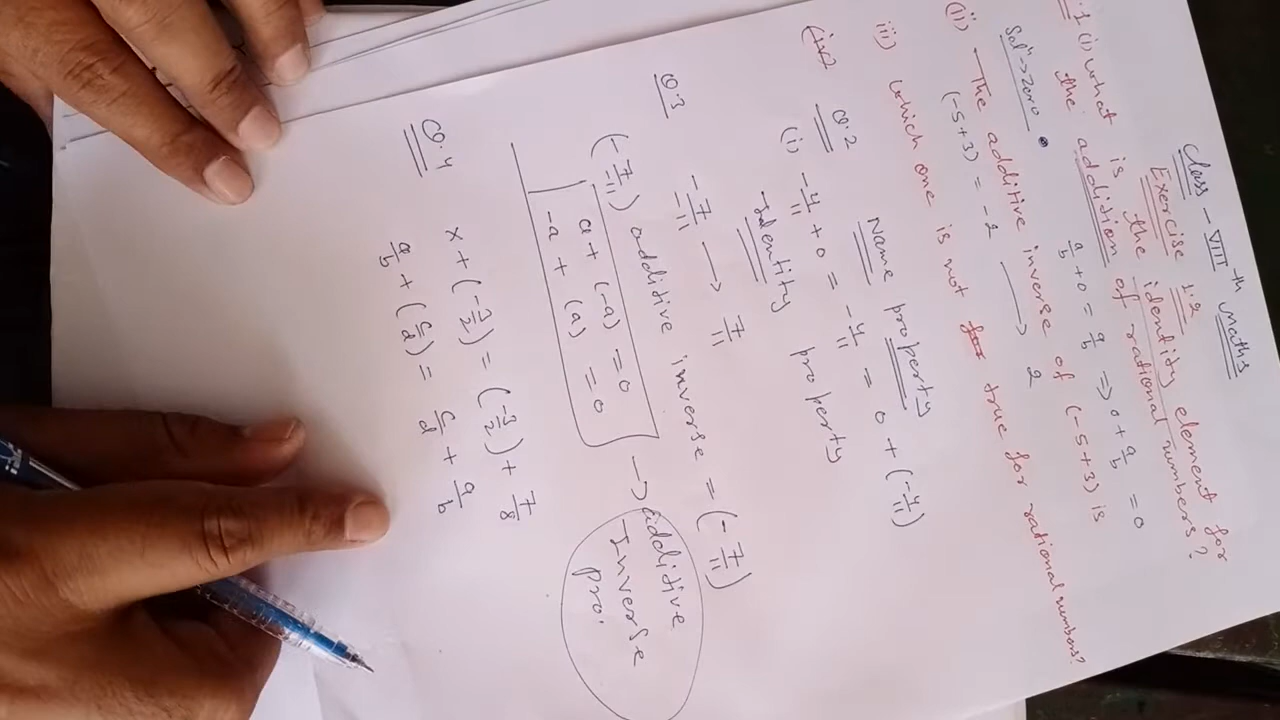 Class - VIII th Maths
Exercise 1.2
.1 (i) What is the identity element for
the addition of rational numbers?
Sol → Zero. a/b + 0 = a/b => 0 + a/b = 0
(ii) The additive inverse of (-5+3) is
(-5+3) = -2 → 2
iii) which one is not for true for rational numbers?
(iv)
Q.2 Name property
(i) -4/11 + 0 = -4/11 = 0 + (-4/11)
Identity property
Q.3 -7/-11 → 7/11
(-7/-11) additive inverse = (-7/11)
a + (-a) = 0
-a + (a) = 0 → additive
Inverse
Pro.
Q.4 x + (-3/2) = (-3/2) + 7/8
a/b + (c/d) = c/d + a/b